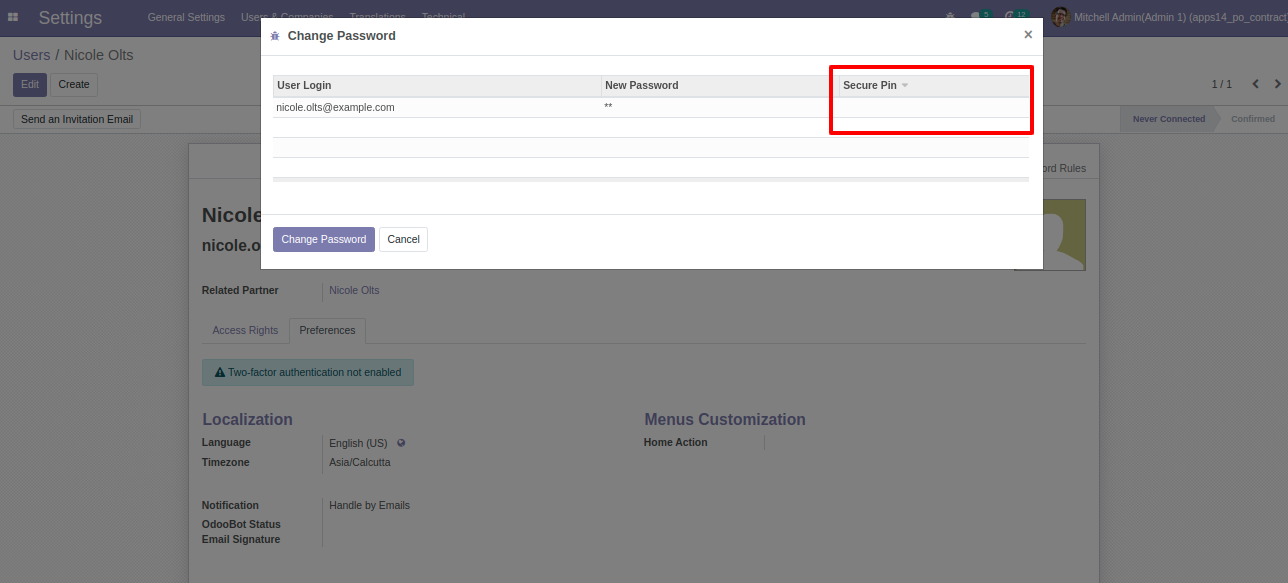 Settings General Settings Users & Companies Translations Technical 5 12 Mitchell Admin(Admin 1) (apps14_po_contract
Change Password ×
Users / Nicole Olts
Edit Create 1 / 1
User Login New Password Secure Pin
nicole.olts@example.com **
Send an Invitation Email Never Connected Confirmed
ord Rules
Nicole
nicole.o
Change Password Cancel
Related Partner Nicole Olts
Access Rights Preferences
Two-factor authentication not enabled
Localization Menus Customization
Language English (US) Home Action
Timezone Asia/Calcutta
Notification Handle by Emails
OdooBot Status
Email Signature